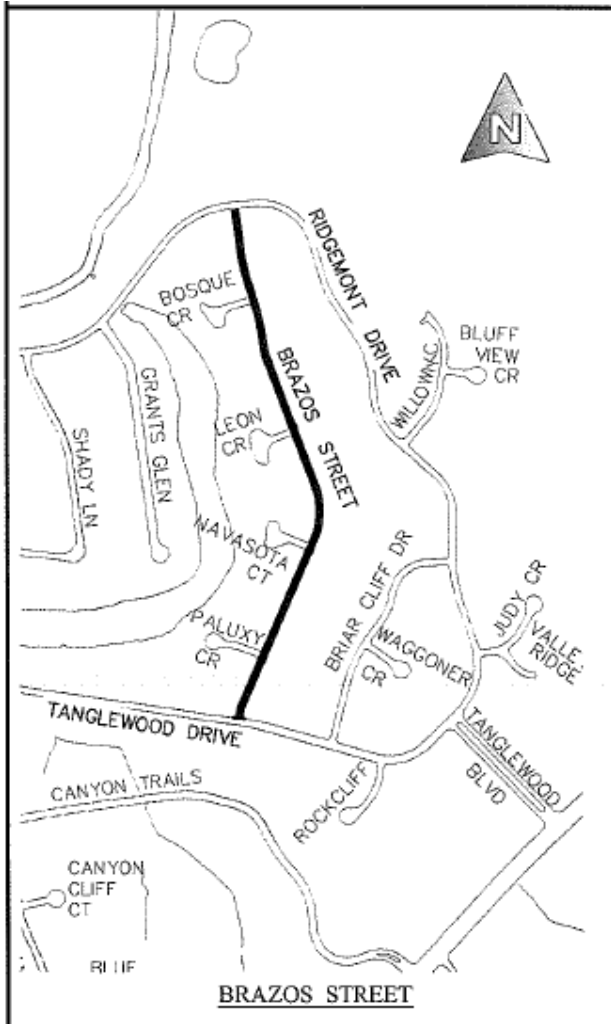 N
RIDGEMONT DRIVE
BOSQUE
CR
BLUFF
VIEW
CR
WILLOWIC
BRAZOS STREET
GRANTS GLEN
LEON
CR
SHADY LN
NAVASOTA
CT
BRIAR CLIFF DR
JUDY CR
VALLE
RIDGE
PALUXY
CR
WAGGONER
CR
TANGLEWOOD DRIVE
TANGLEWOOD
BLVD
CANYON TRAILS
ROCKCLIFF
CANYON
CLIFF
CT
BLUE
BRAZOS STREET